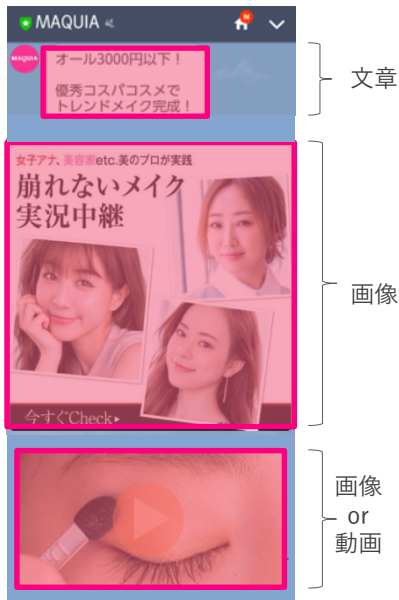 MAQUIA
N
MAQUIA
オール3000円以下！
優秀コスパコスメで
トレンドメイク完成！
文章
女子アナ、美容家etc.美のプロが実践
崩れないメイク
実況中継
画像
今すぐCheck▸
画像
or
動画